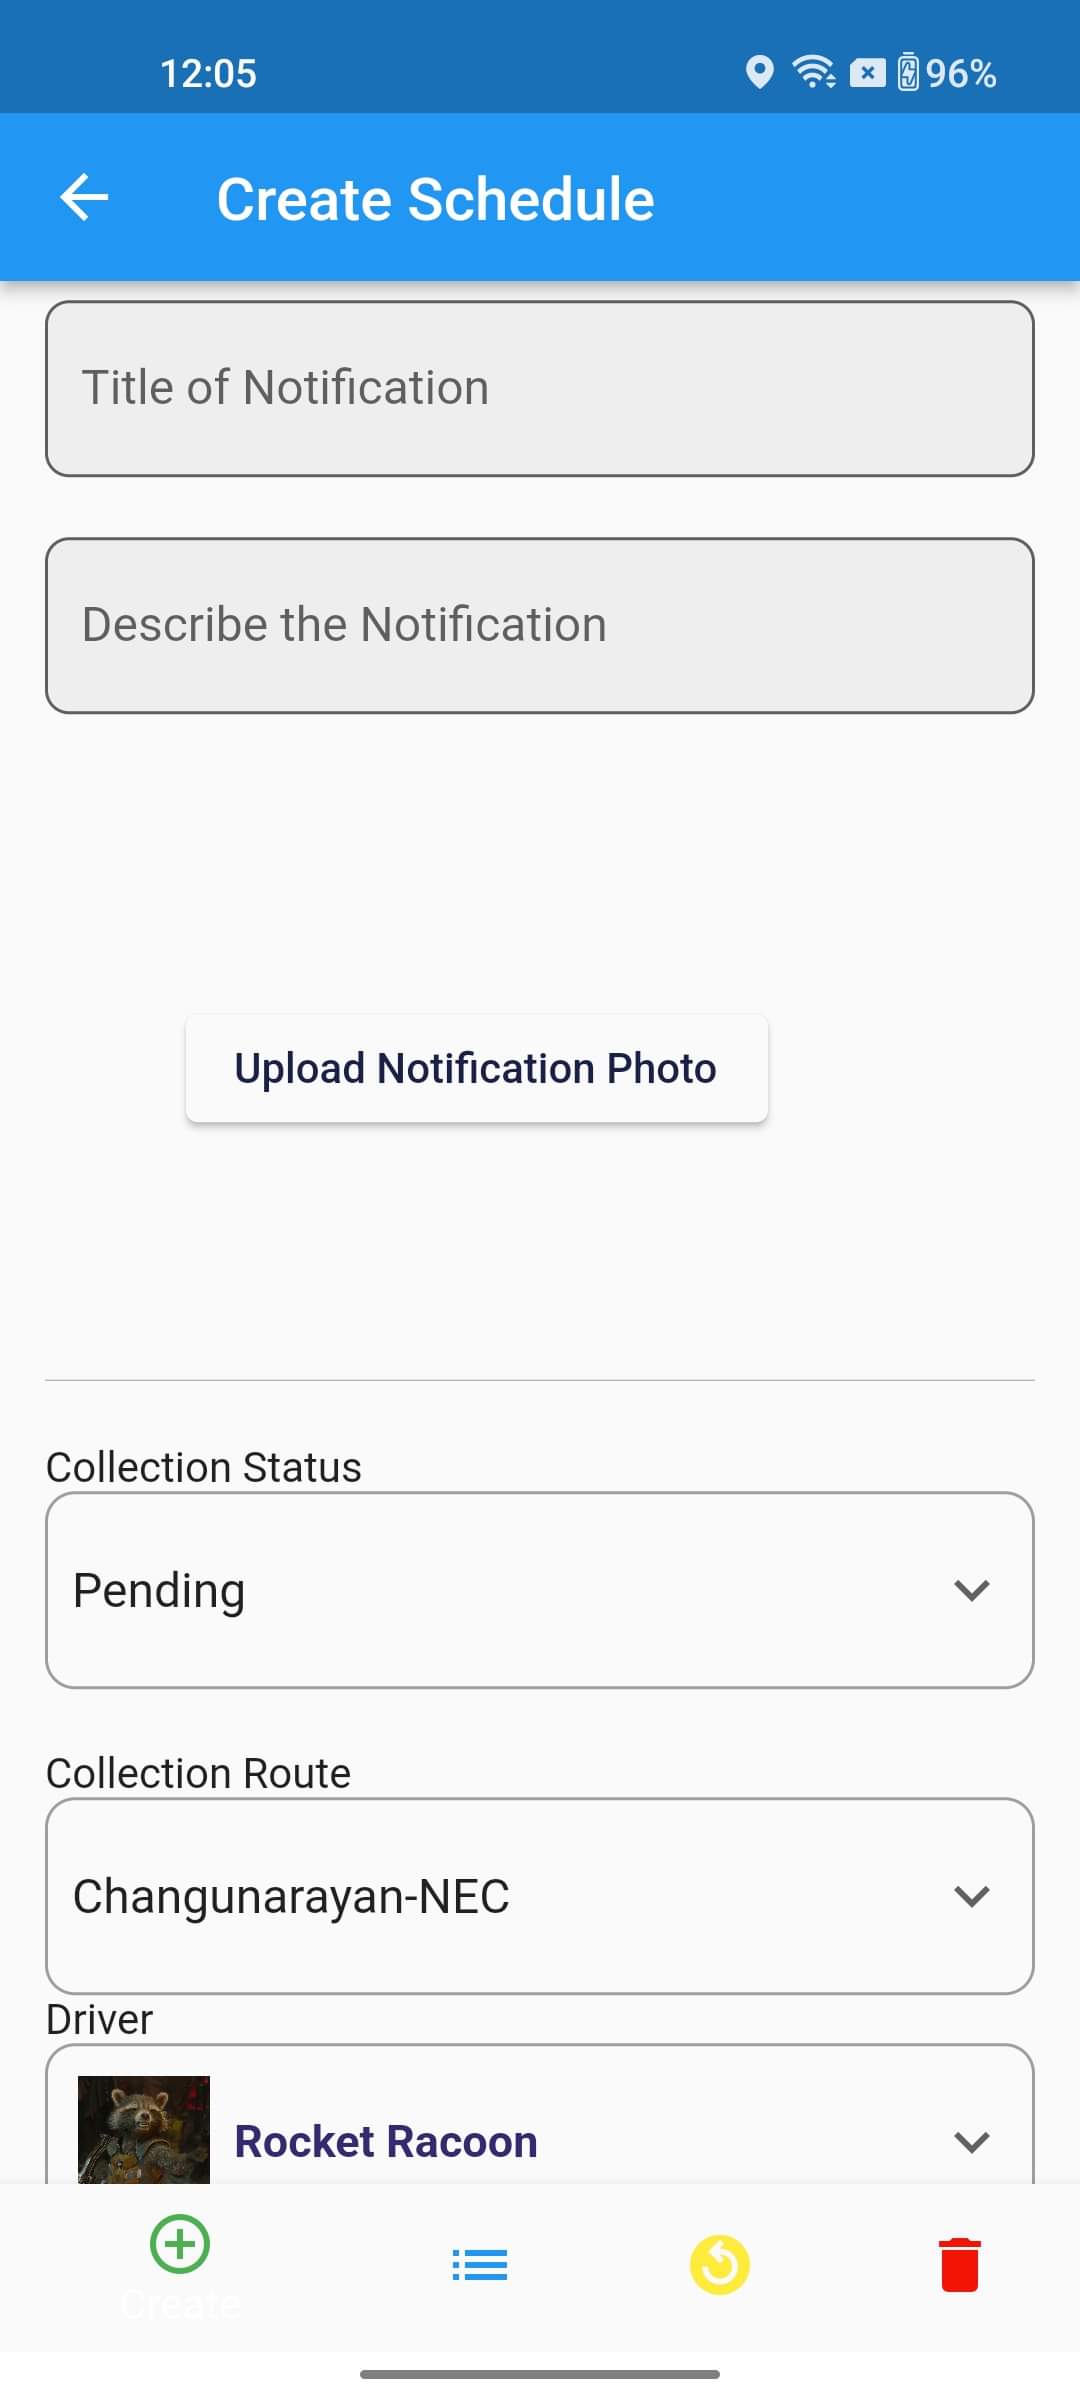 12:05
96%
Create Schedule
Title of Notification
Describe the Notification
Upload Notification Photo
Collection Status
Pending
Collection Route
Changunarayan-NEC
Driver
Rocket Racoon
Create